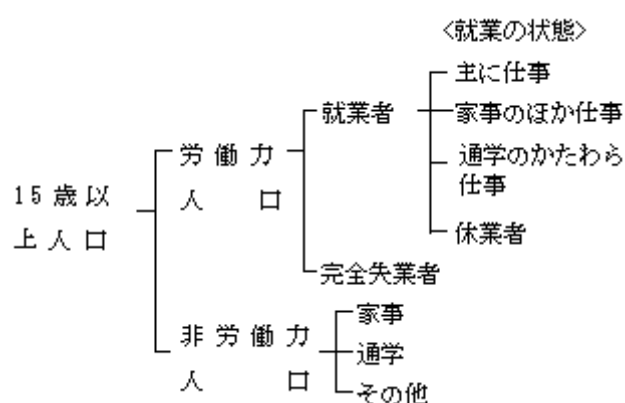 <就業の状態>
主に仕事
就業者
家事のほか仕事
労働力
人口
通学のかたわら
仕事
15歳以
上人口
休業者
完全失業者
家事
非労働力
人口
通学
その他